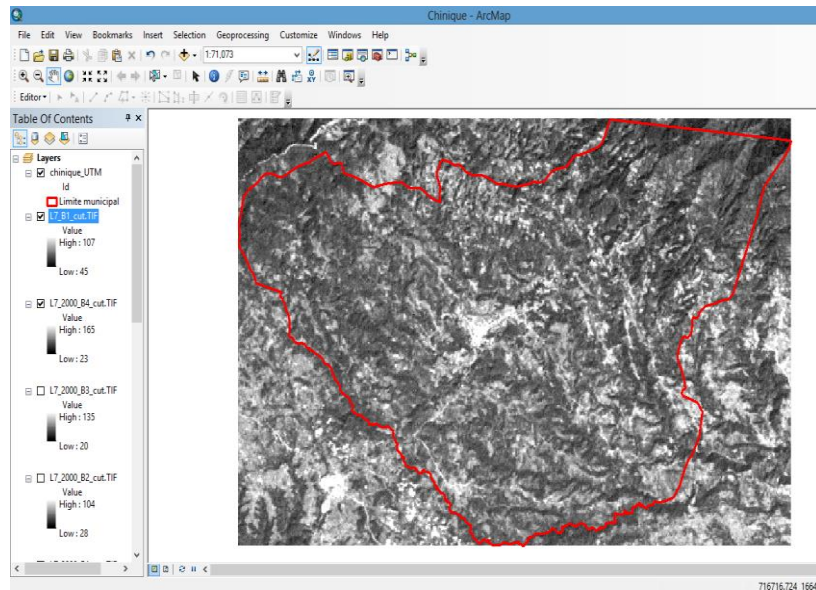 Chinique - ArcMap
File Edit View Bookmarks Insert Selection Geoprocessing Customize Windows Help
1:71,073
Editor
Table Of Contents
Layers
chinique_UTM
Id
Limite municipal
L7_B1_cut.TIF
Value
High : 107
Low : 45
L7_2000_B4_cut.TIF
Value
High : 165
Low : 23
L7_2000_B3_cut.TIF
Value
High : 135
Low : 20
L7_2000_B2_cut.TIF
Value
High : 104
Low : 28
716716.724 1664